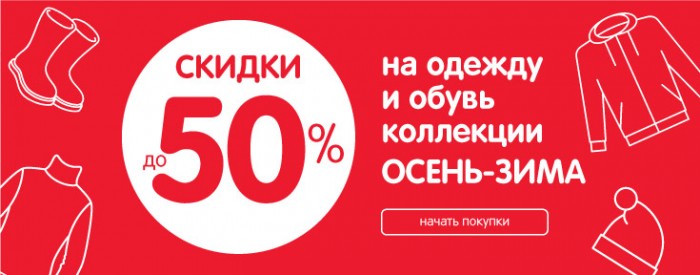 СКИДКИ
до 50%
на одежду
и обувь
коллекции
ОСЕНЬ-ЗИМА
начать покупки